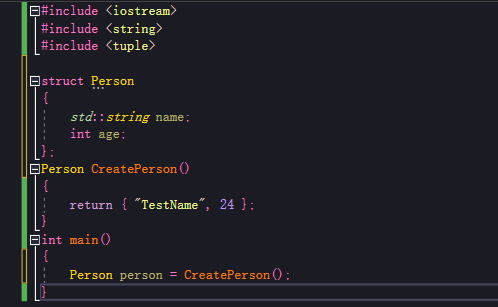 #include <iostream>
#include <string>
#include <tuple>
struct Person
{
std::string name;
int age;
};
Person CreatePerson()
{
return { "TestName", 24 };
}
int main()
{
Person person = CreatePerson();
}